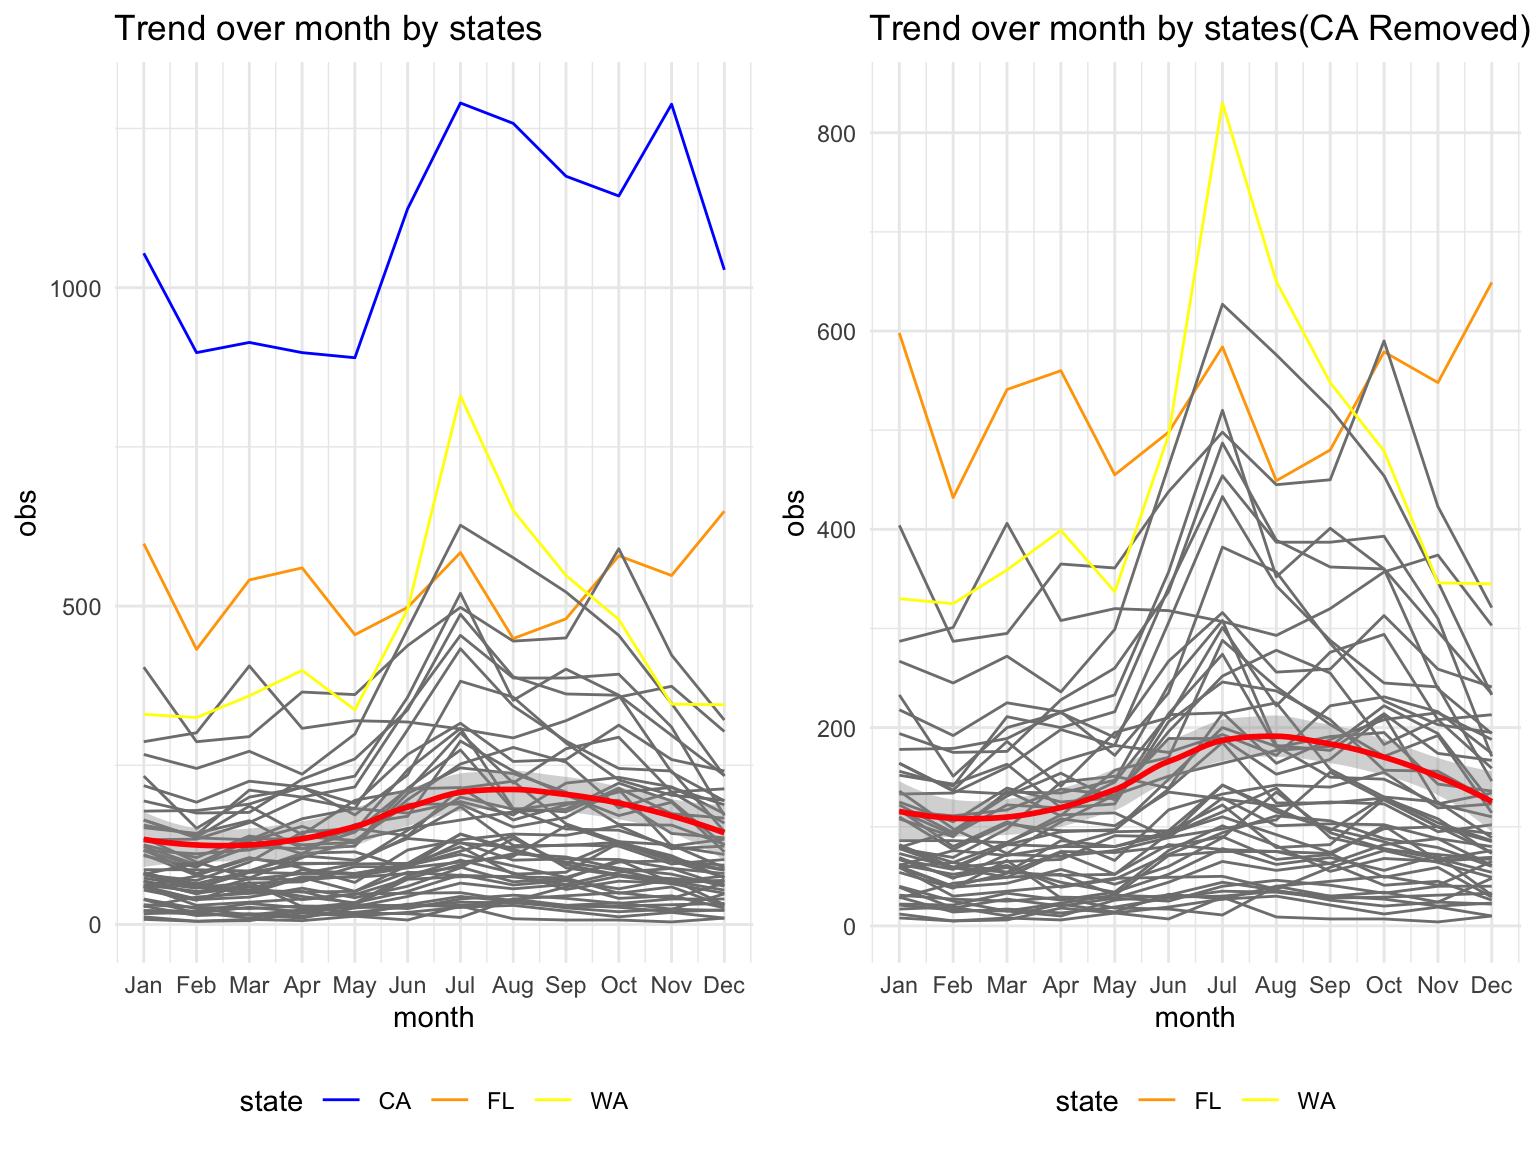 Trend over month by states
obs
1000
500
0
Jan Feb Mar Apr May Jun Jul Aug Sep Oct Nov Dec
month
state CA FL WA
Trend over month by states(CA Removed)
obs
800
600
400
200
0
Jan Feb Mar Apr May Jun Jul Aug Sep Oct Nov Dec
month
state FL WA